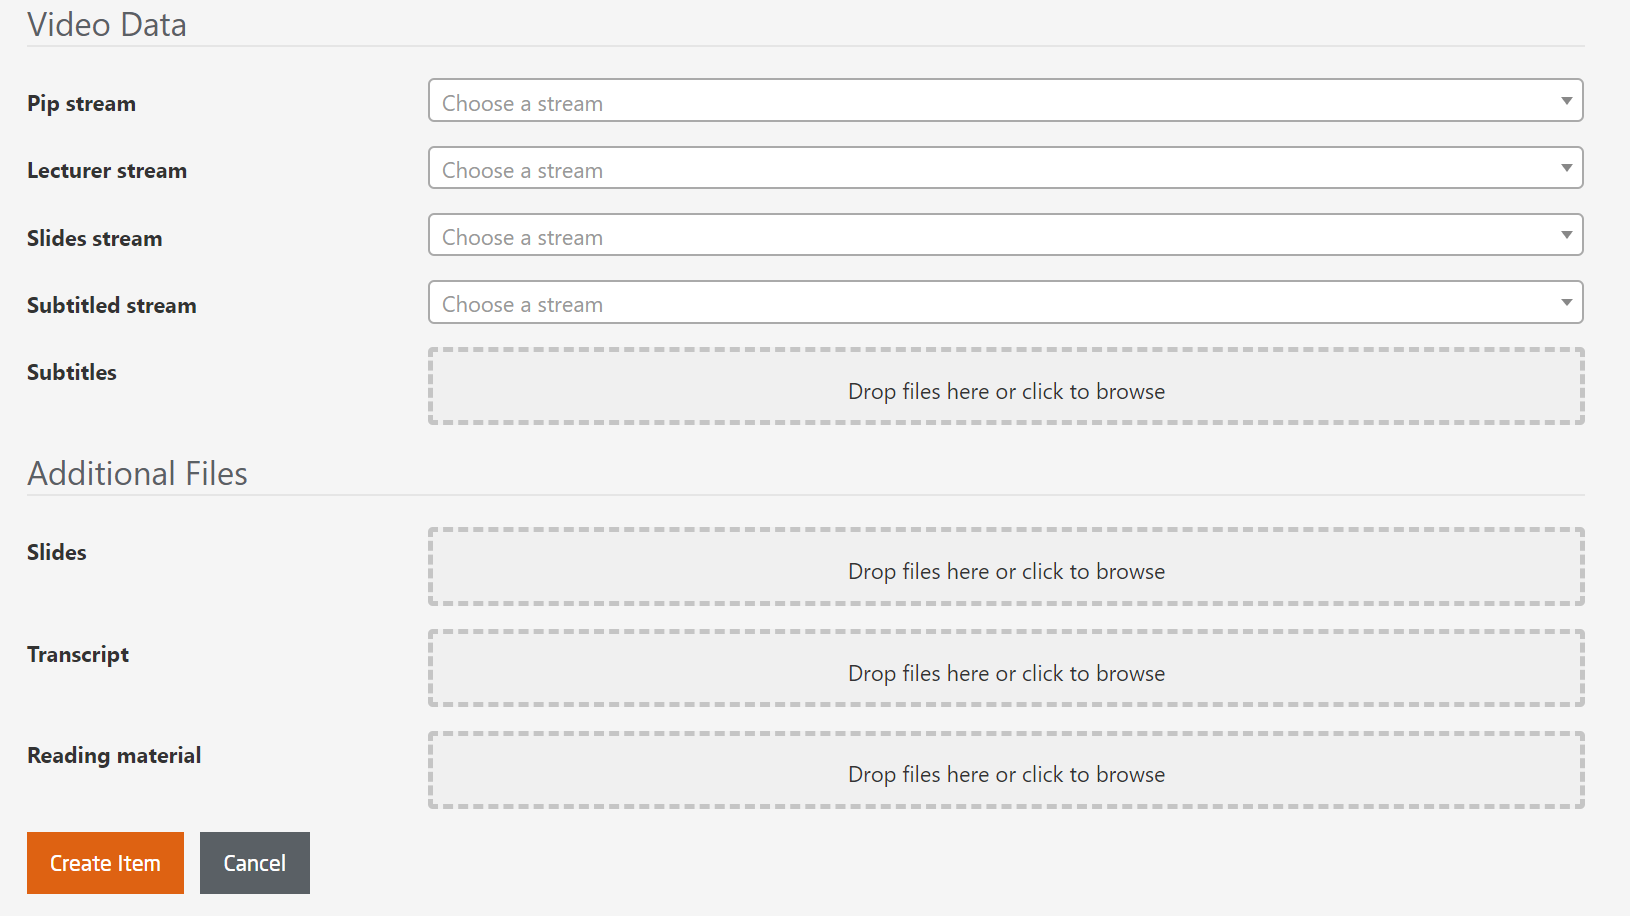 Video Data
Pip stream
Choose a stream
Lecturer stream
Choose a stream
Slides stream
Choose a stream
Subtitled stream
Choose a stream
Subtitles
Drop files here or click to browse
Additional Files
Slides
Drop files here or click to browse
Transcript
Drop files here or click to browse
Reading material
Drop files here or click to browse
Create Item
Cancel